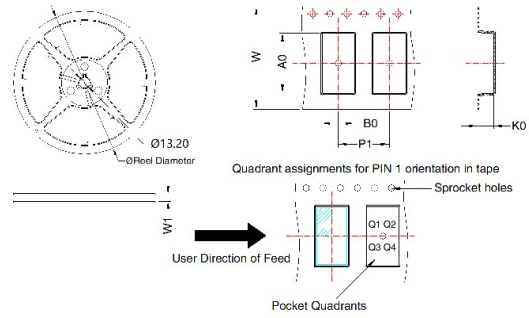 W
A0
K0
B0
P1
Ø13.20
ØReel Diameter
Quadrant assignments for PIN 1 orientation in tape
Sprocket holes
W1
Q1 Q2
Q3 Q4
User Direction of Feed
Pocket Quadrants